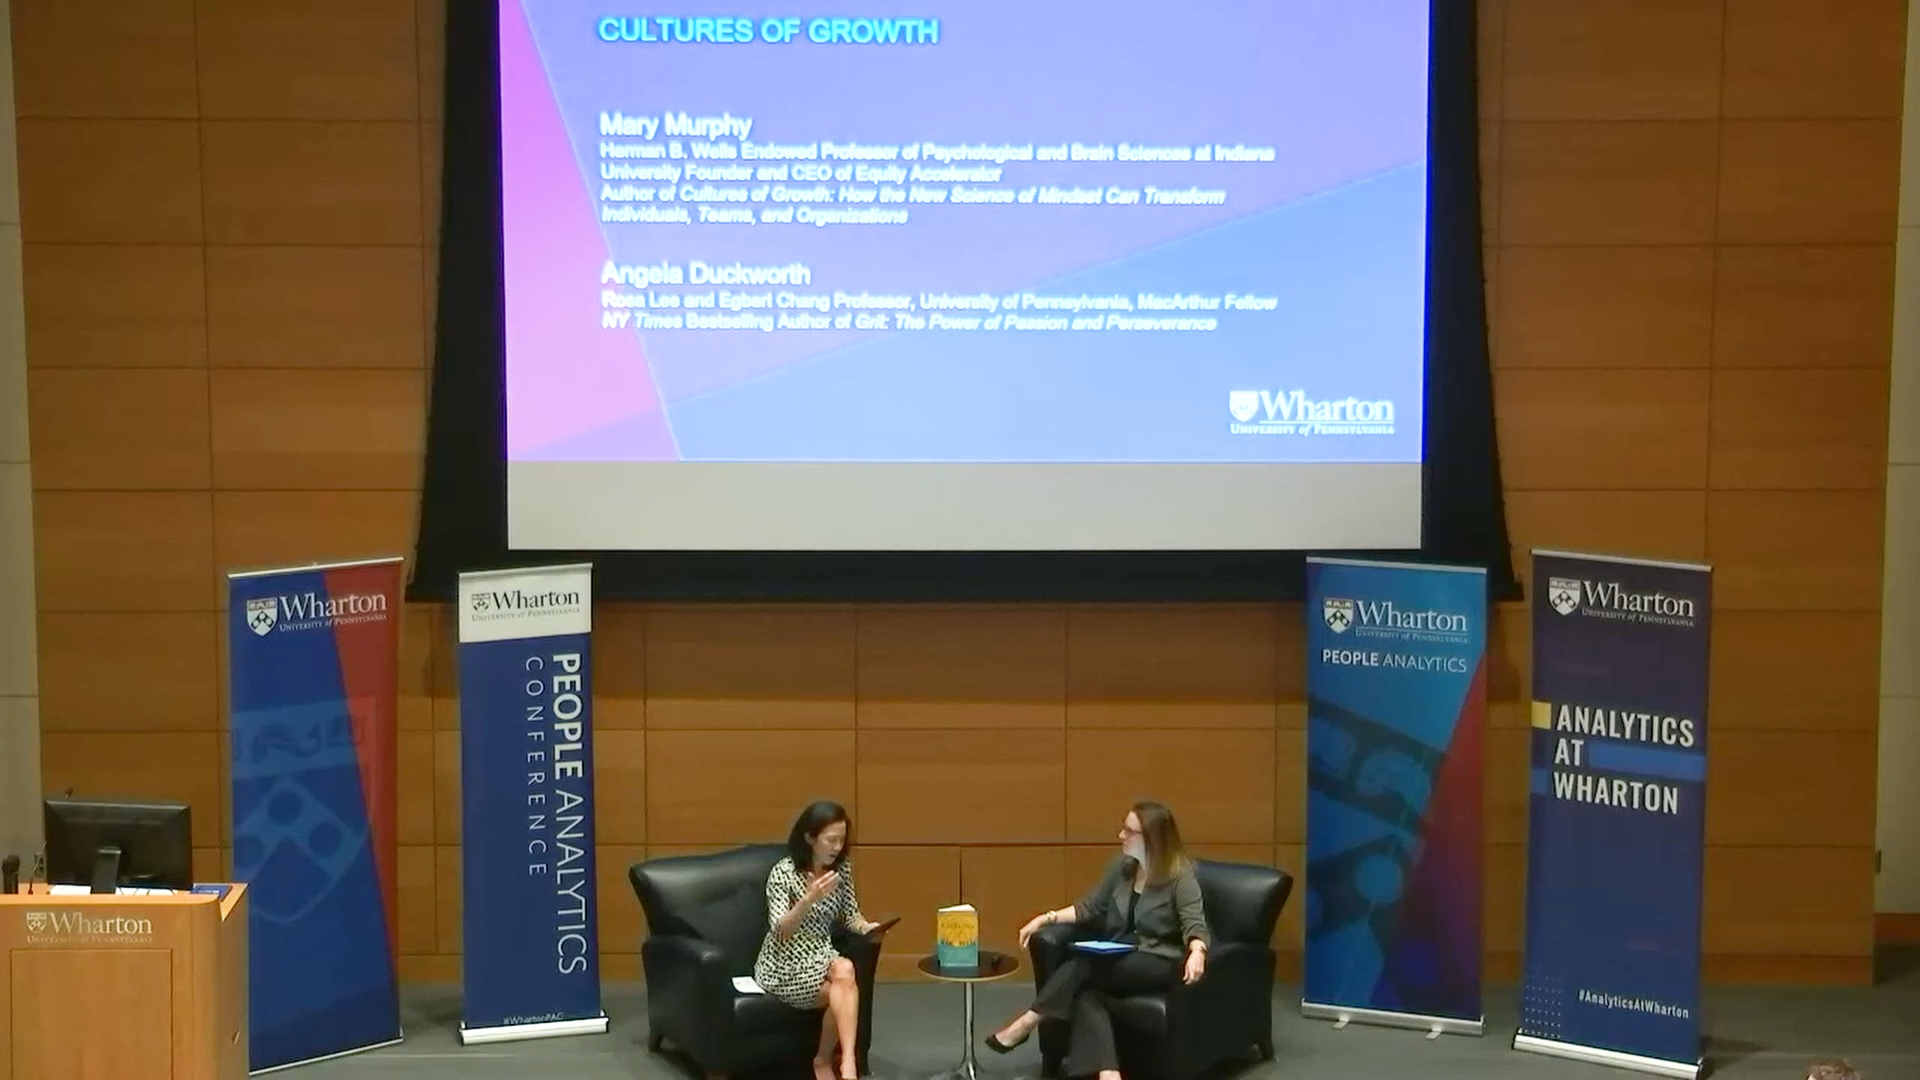 CULTURES OF GROWTH
Mary Murphy
Herman B. Wells Endowed Professor of Psychological and Brain Sciences at Indiana
University Founder and CEO of Equity Accelerator
Author of Cultures of Growth: How the New Science of Mindset Can Transform
Individuals, Teams, and Organizations
Angela Duckworth
Rosa Lee and Egbert Chang Professor, University of Pennsylvania, MacArthur Fellow
NY Times Bestselling Author of Grit: The Power of Passion and Perseverance
Wharton
UNIVERSITY of PENNSYLVANIA
Wharton
UNIVERSITY of PENNSYLVANIA
Wharton
UNIVERSITY of PENNSYLVANIA
PEOPLE ANALYTICS
CONFERENCE
#WhartonPAC
Wharton
UNIVERSITY of PENNSYLVANIA
PEOPLE ANALYTICS
Wharton
UNIVERSITY of PENNSYLVANIA
ANALYTICS
AT
WHARTON
#AnalyticsAtWharton
Wharton
UNIVERSITY of PENNSYLVANIA